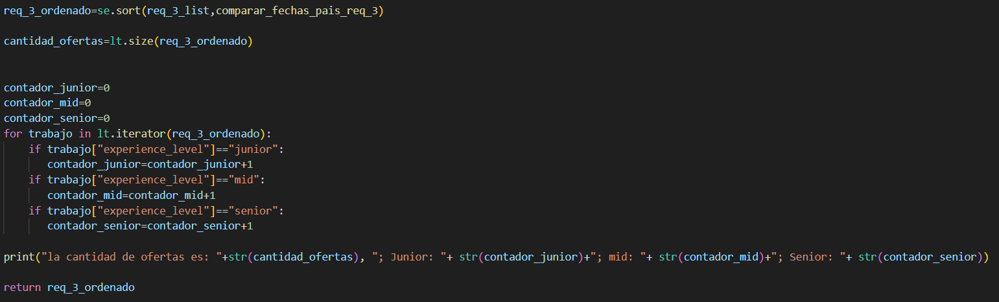 req_3_ordenado=se.sort(req_3_list,comparar_fechas_pais_req_3)
cantidad_ofertas=lt.size(req_3_ordenado)
contador_junior=0
contador_mid=0
contador_senior=0
for trabajo in lt.iterator(req_3_ordenado):
    if trabajo["experience_level"]=="junior":
       contador_junior=contador_junior+1
    if trabajo["experience_level"]=="mid":
       contador_mid=contador_mid+1
    if trabajo["experience_level"]=="senior":
       contador_senior=contador_senior+1
print("la cantidad de ofertas es: "+str(cantidad_ofertas), "; Junior: "+ str(contador_junior)+"; mid: "+ str(contador_mid)+"; Senior: "+ str(contador_senior))
return req_3_ordenado